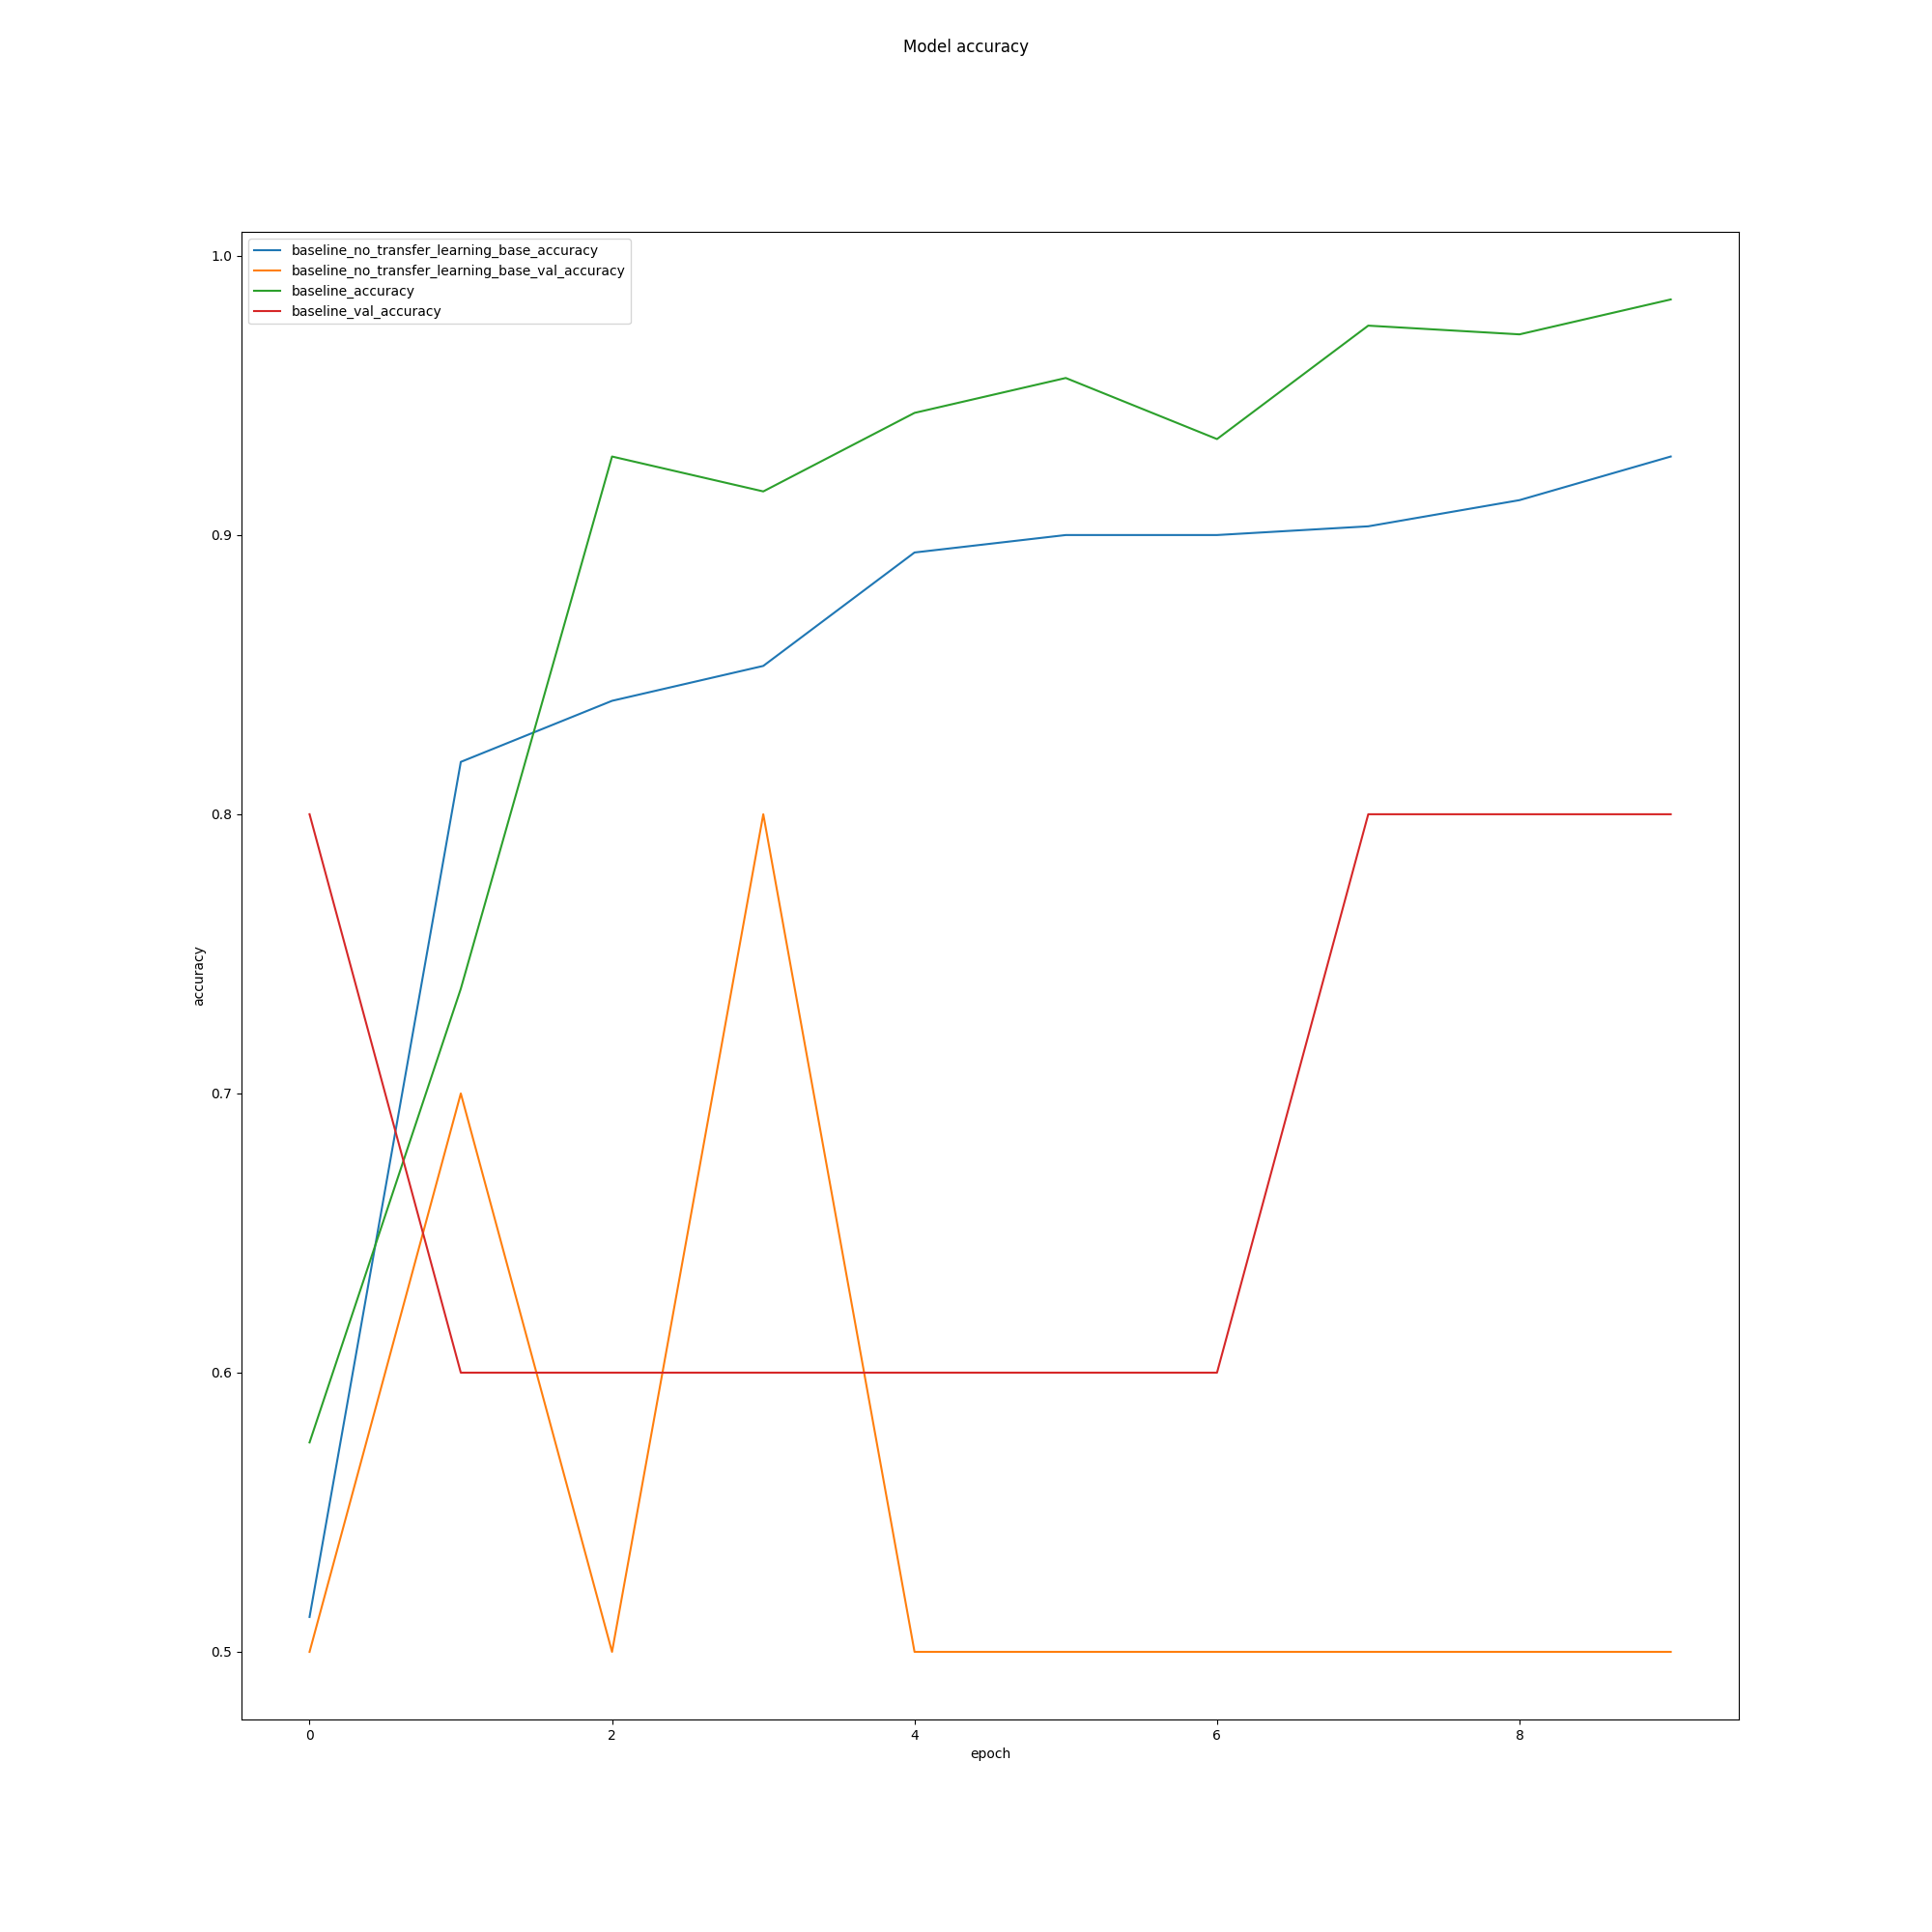 Model accuracy
baseline_no_transfer_learning_base_accuracy
baseline_no_transfer_learning_base_val_accuracy
baseline_accuracy
baseline_val_accuracy
1.0
0.9
0.8
0.7
0.6
0.5
accuracy
0 2 4 6 8
epoch